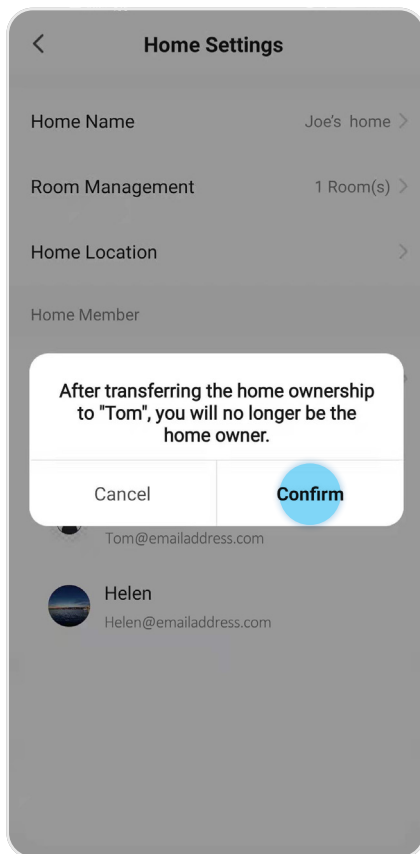 Home Settings
Home Name Joe's home
Room Management 1 Room(s)
Home Location
Home Member
After transferring the home ownership
to "Tom", you will no longer be the
home owner.
Cancel Confirm
Tom@emailaddress.com
Helen
Helen@emailaddress.com